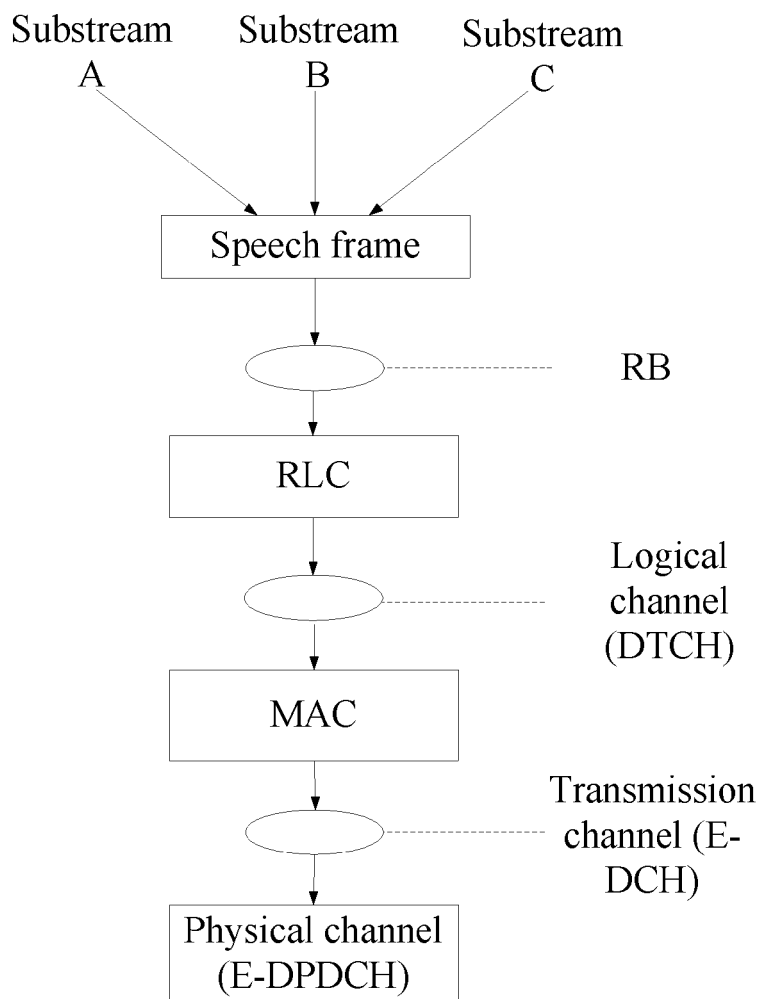 Substream
A
Substream
B
Substream
C
Speech frame
RB
RLC
Logical
channel
(DTCH)
MAC
Transmission
channel (E-
DCH)
Physical channel
(E-DPDCH)